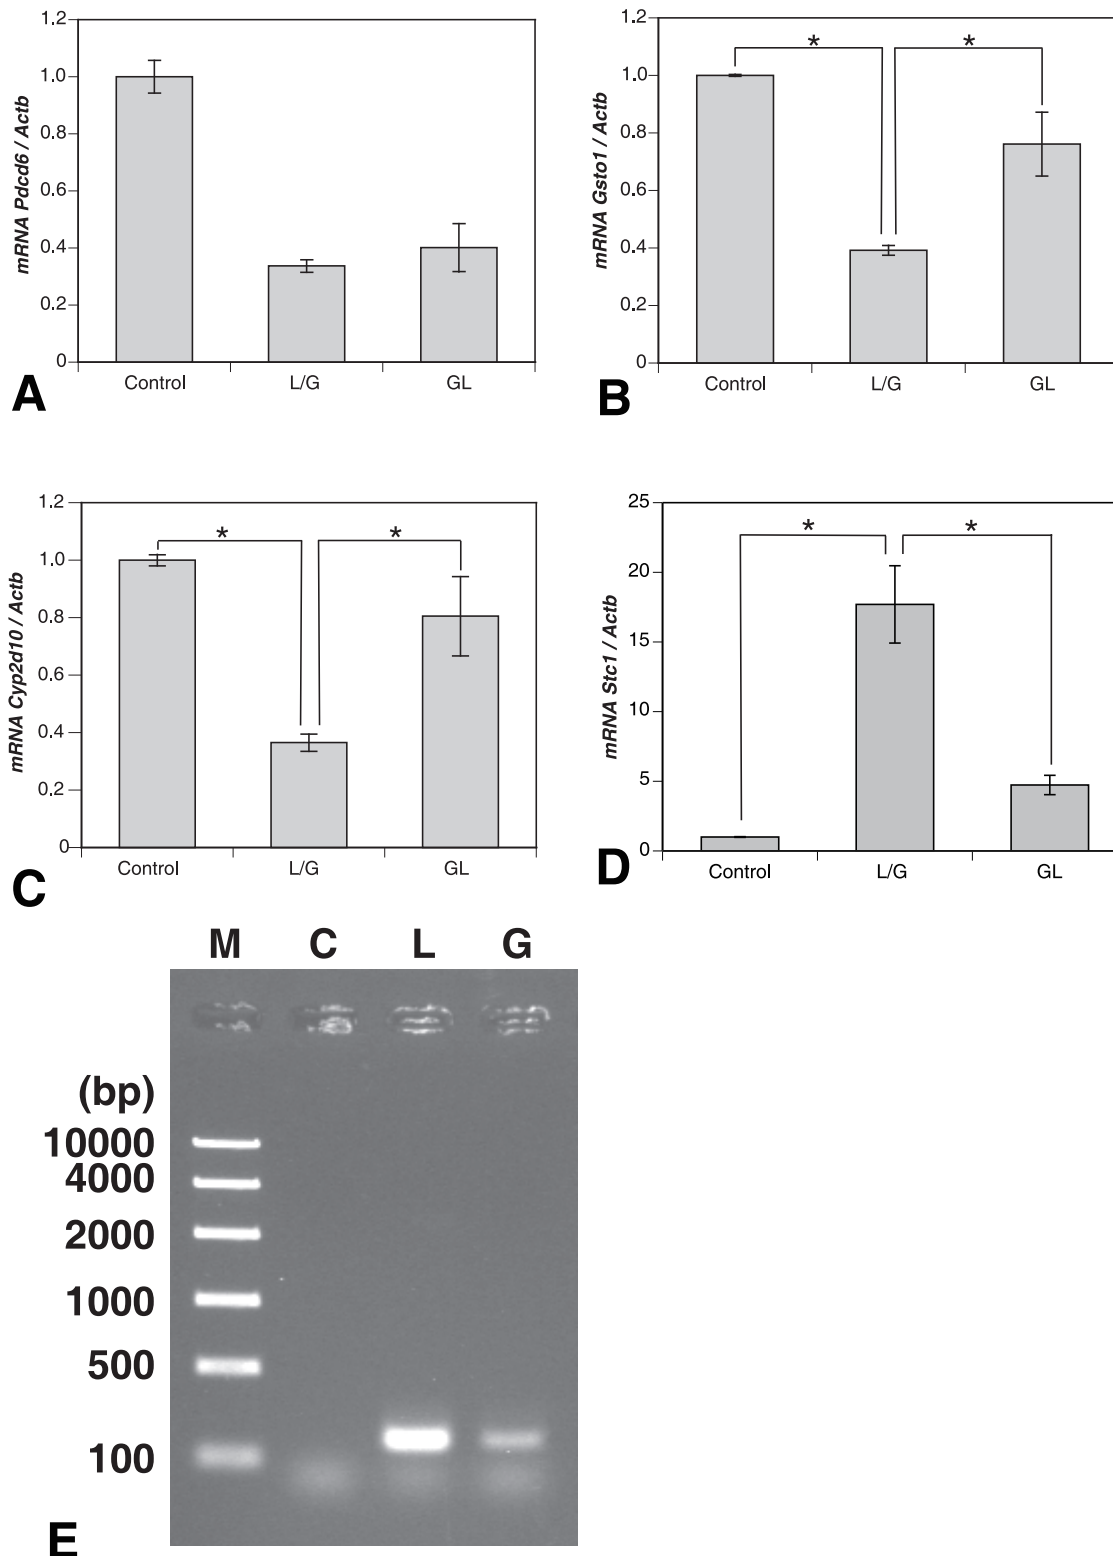 1.2
1.0
0.8
0.6
0.4
0.2
0
mRNA Pdcd6 / Actb
Control L/G GL
A
1.2
1.0
0.8
0.6
0.4
0.2
0
mRNA Gsto1 / Actb
* *
Control L/G GL
B
1.2
1.0
0.8
0.6
0.4
0.2
0
mRNA Cyp2d10 / Actb
* *
Control L/G GL
C
25
20
15
10
5
0
mRNA Stc1 / Actb
* *
Control L/G GL
D
M C L G
(bp)
10000
4000
2000
1000
500
100
E